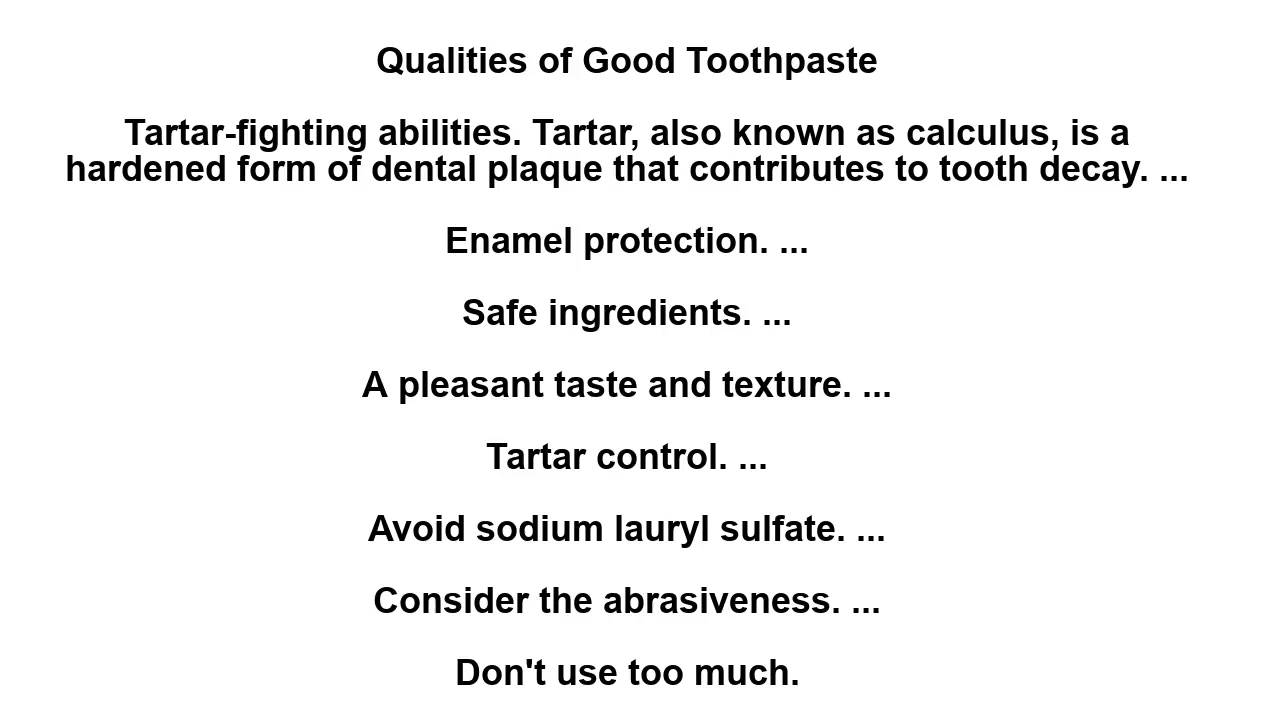 Qualities of Good Toothpaste
Tartar-fighting abilities. Tartar, also known as calculus, is a
hardened form of dental plaque that contributes to tooth decay. ...
Enamel protection. ...
Safe ingredients. ...
A pleasant taste and texture. ...
Tartar control. ...
Avoid sodium lauryl sulfate. ...
Consider the abrasiveness. ...
Don't use too much.